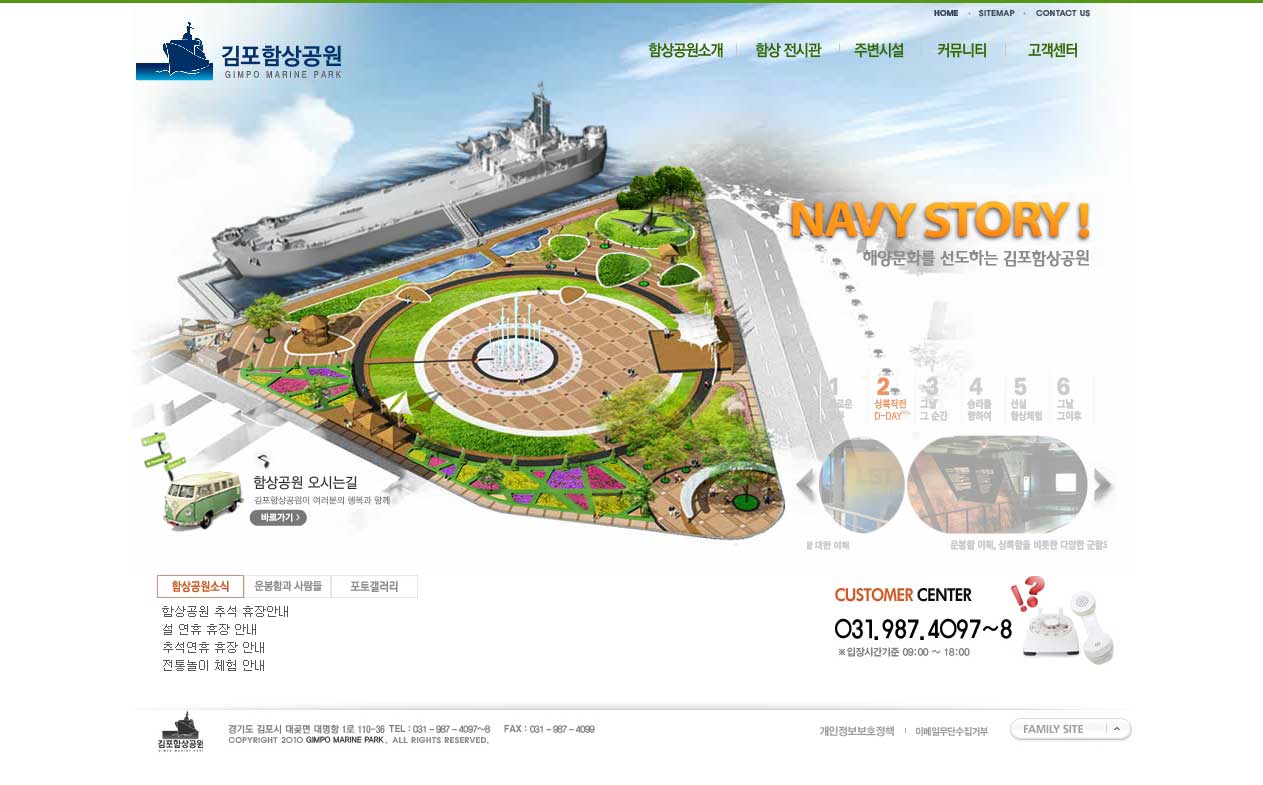 HOME
SITEMAP
CONTACT US
김포함상공원
GIMPO MARINE PARK
함상공원소개
함상 전시관
주변시설
커뮤니티
고객센터
NAVY STORY !
해양문화를 선도하는 김포함상공원
1
2 상륙작전
D-DAY
3 그날
그 순간
4 승리를
향하여
5 선실
함상체험
6 그날
그이후
함상공원 오시는길
김포함상공원이 여러분의 행복과 함께
바로가기 >
대한 이해
운봉함 이해, 상륙함을 비롯한 다양한 군함의
함상공원소식
운봉함과 사람들
포토갤러리
함상공원 추석 휴장안내
설 연휴 휴장 안내
추석연휴 휴장 안내
전통놀이 체험 안내
CUSTOMER CENTER
031.987.4097~8
※입장시간기준 09:00 ~ 18:00
김포함상공원
GIMPO MARINE PARK
경기도 김포시 대곶면 대명항 1로 110-36 TEL : 031 - 987 - 4097~8 FAX : 031 - 987 - 4099
COPYRIGHT 2010 GIMPO MARINE PARK. ALL RIGHTS RESERVED.
개인정보보호정책
이메일무단수집거부
FAMILY SITE